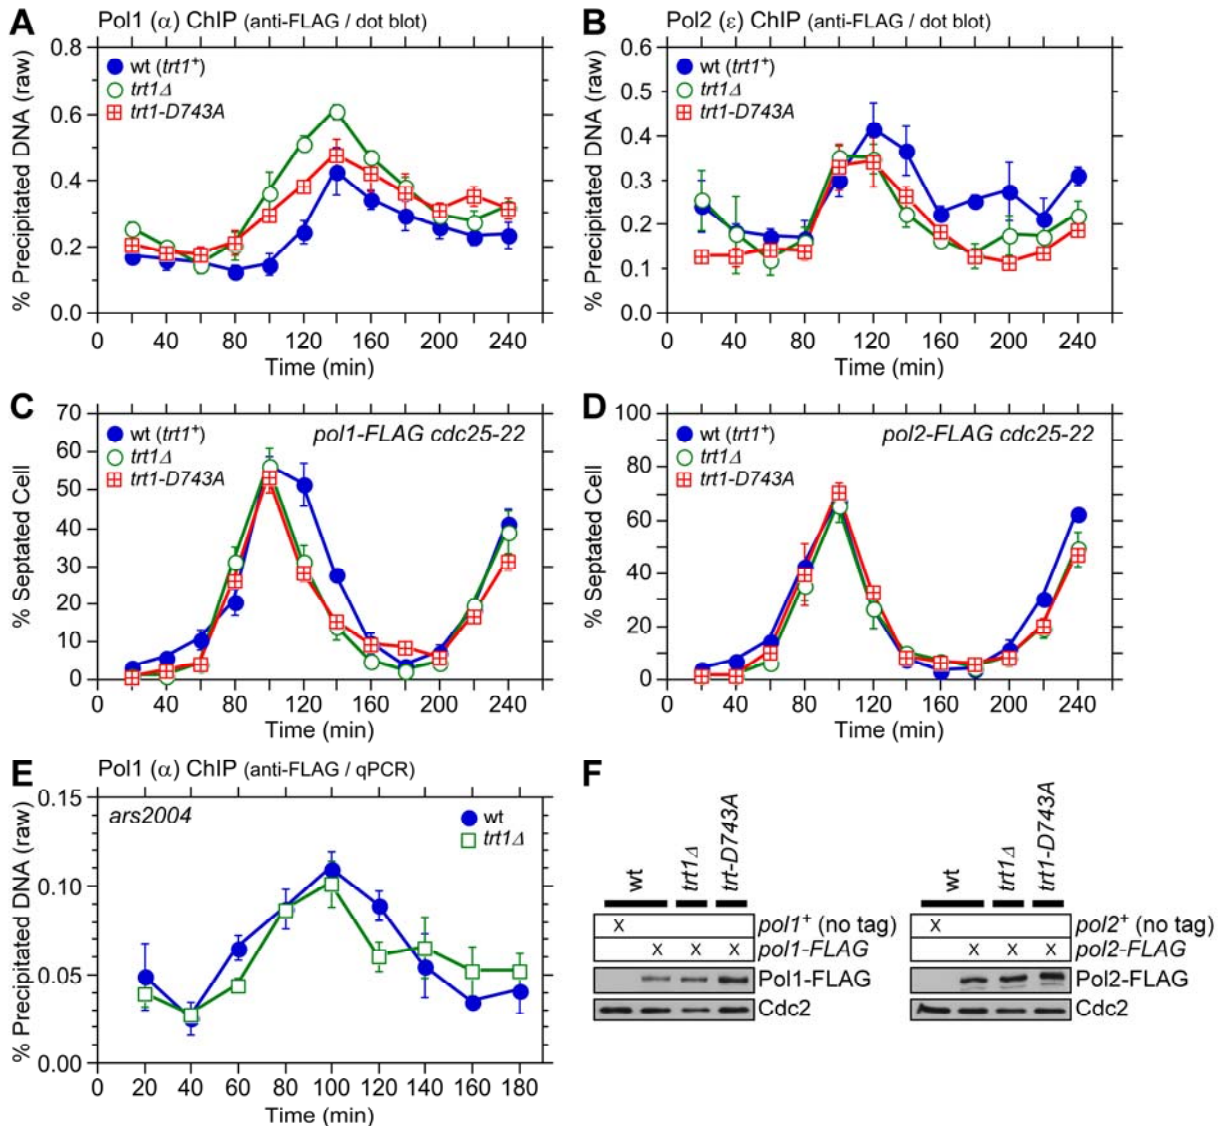 A Pol1 (α) ChIP (anti-FLAG / dot blot)
% Precipitated DNA (raw)
0.8
0.6
0.4
0.2
0.0
wt (trt1+)
trt1Δ
trt1-D743A
0 40 80 120 160 200 240
Time (min)
B Pol2 (ε) ChIP (anti-FLAG / dot blot)
% Precipitated DNA (raw)
0.6
0.5
0.4
0.3
0.2
0.1
0.0
wt (trt1+)
trt1Δ
trt1-D743A
0 40 80 120 160 200 240
Time (min)
C
% Septated Cell
70
60
50
40
30
20
10
0
wt (trt1+)
trt1Δ
trt1-D743A
pol1-FLAG cdc25-22
0 40 80 120 160 200 240
Time (min)
D
% Septated Cell
100
80
60
40
20
0
wt (trt1+)
trt1Δ
trt1-D743A
pol2-FLAG cdc25-22
0 40 80 120 160 200 240
Time (min)
E Pol1 (α) ChIP (anti-FLAG / qPCR)
% Precipitated DNA (raw)
0.15
0.10
0.05
0.00
ars2004
wt
trt1Δ
0 20 40 60 80 100 120 140 160 180
Time (min)
F
wt
trt1Δ
trt-D743A
X pol1+ (no tag)
X X X pol1-FLAG
Pol1-FLAG
Cdc2
wt
trt1Δ
trt1-D743A
X pol2+ (no tag)
X X X pol2-FLAG
Pol2-FLAG
Cdc2